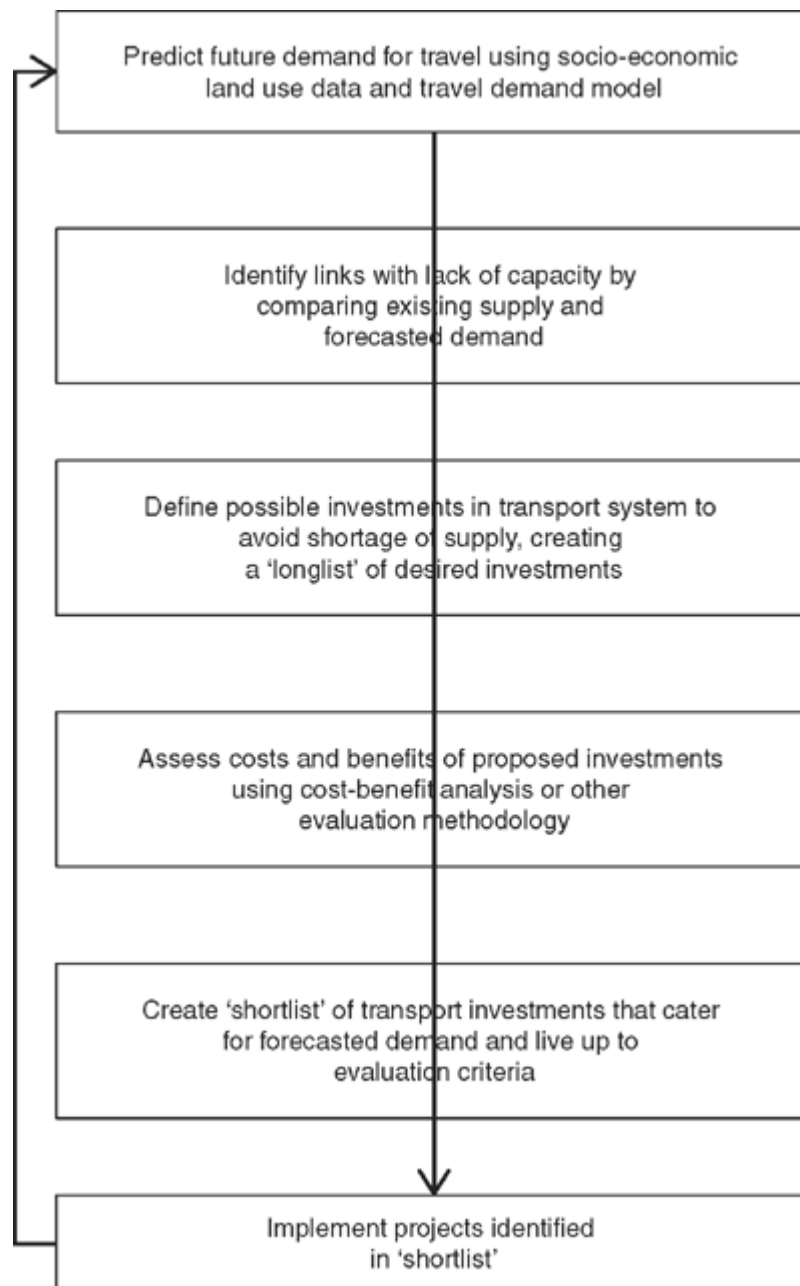 Predict future demand for travel using socio-economic
land use data and travel demand model
Identify links with lack of capacity by
comparing existing supply and
forecasted demand
Define possible investments in transport system to
avoid shortage of supply, creating
a ‘longlist’ of desired investments
Assess costs and benefits of proposed investments
using cost-benefit analysis or other
evaluation methodology
Create ‘shortlist’ of transport investments that cater
for forecasted demand and live up to
evaluation criteria
Implement projects identified
in ‘shortlist’